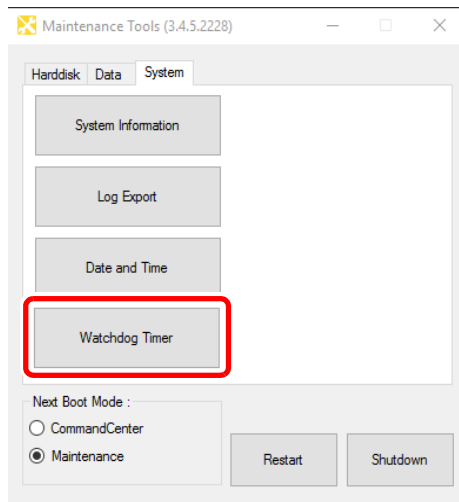 Maintenance Tools (3.4.5.2228)
Harddisk Data System
System Information
Log Export
Date and Time
Watchdog Timer
Next Boot Mode :
CommandCenter
Maintenance
Restart Shutdown